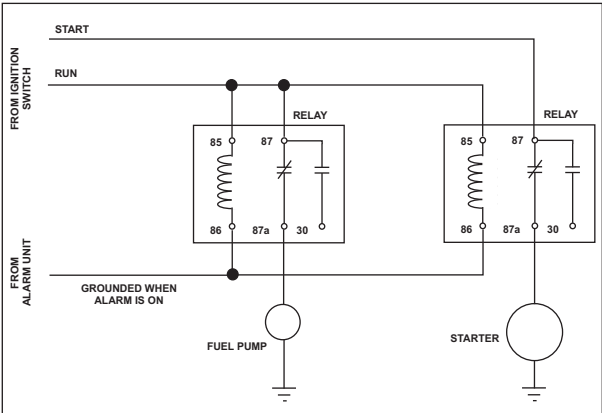 START
RUN
FROM IGNITION
SWITCH
RELAY
85
87
86
87a
30
RELAY
85
87
86
87a
30
FROM
ALARM UNIT
GROUNDED WHEN
ALARM IS ON
FUEL PUMP
STARTER